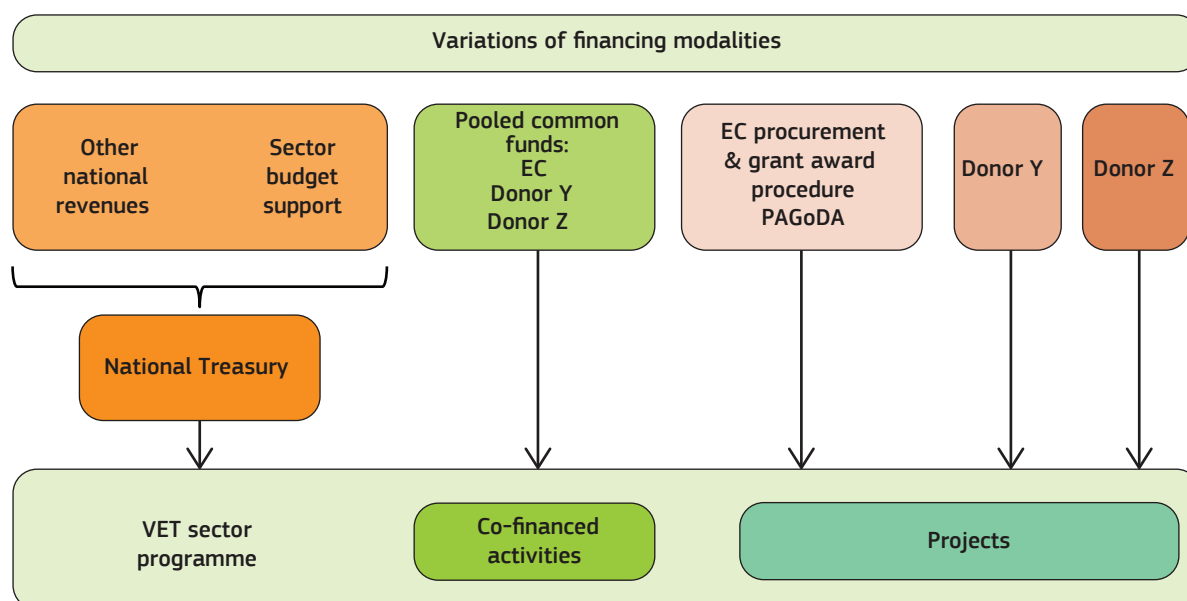 Variations of financing modalities
Other
national
revenues
Sector
budget
support
Pooled common
funds:
EC
Donor Y
Donor Z
EC procurement
& grant award
procedure
PAGoDA
Donor Y
Donor Z
National Treasury
VET sector
programme
Co-financed
activities
Projects